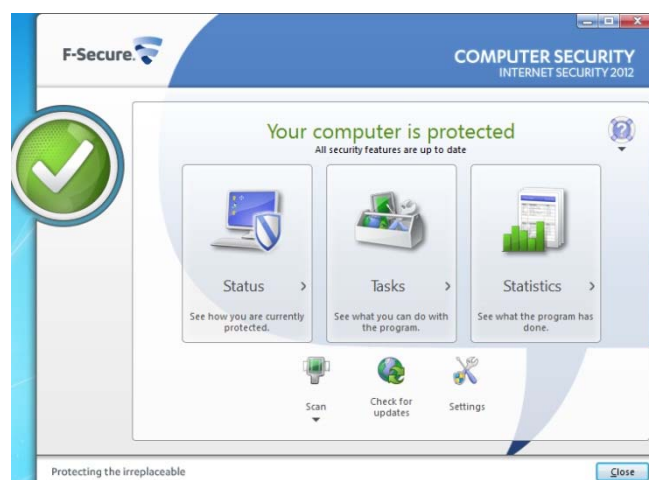 F-Secure.
COMPUTER SECURITY
INTERNET SECURITY 2012
Your computer is protected
All security features are up to date
Status
See how you are currently
protected.
Tasks
See what you can do with
the program.
Statistics
See what the program has
done.
Scan
Check for
updates
Settings
Protecting the irreplaceable
Close